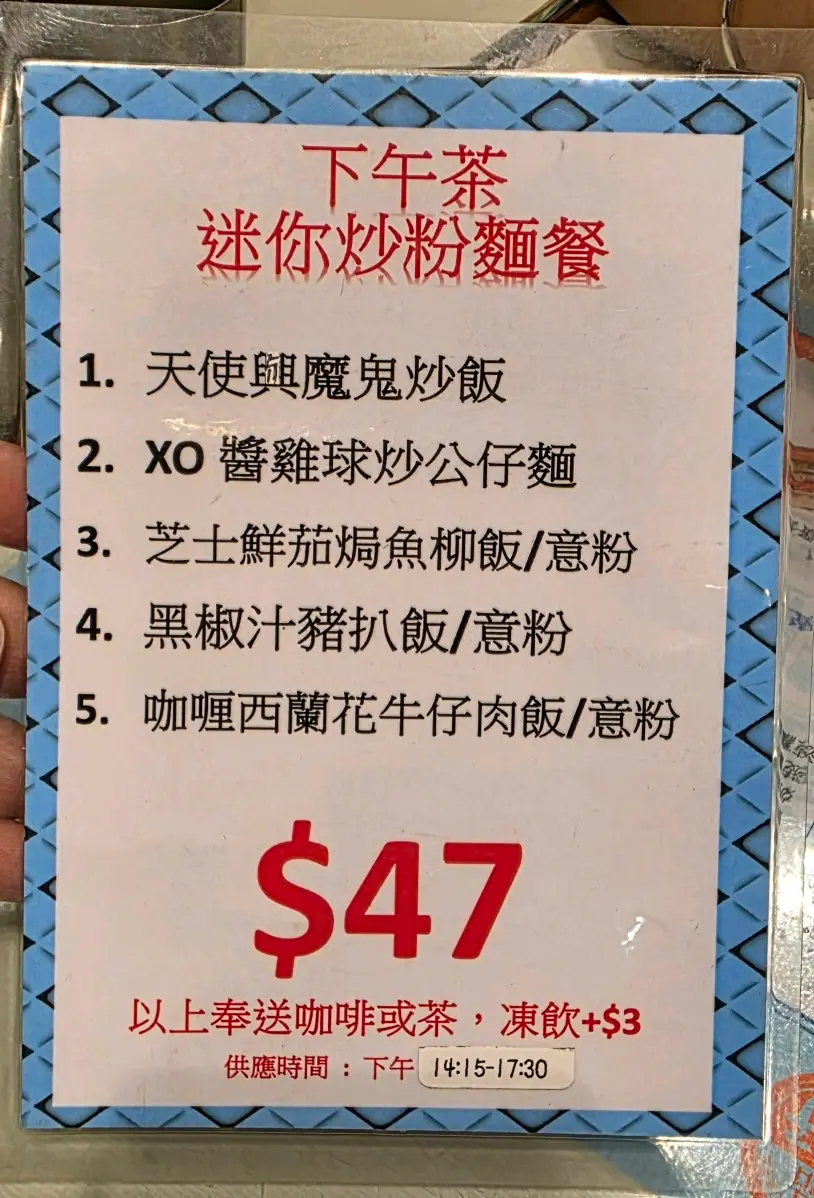 下午茶
迷你炒粉麵餐
1. 天使與魔鬼炒飯
2. XO 醬雞球炒公仔麵
3. 芝士鮮茄焗魚柳飯/意粉
4. 黑椒汁豬扒飯/意粉
5. 咖喱西蘭花牛仔肉飯/意粉
$47
以上奉送咖啡或茶，凍飲+$3
供應時間：下午 14:15-17:30